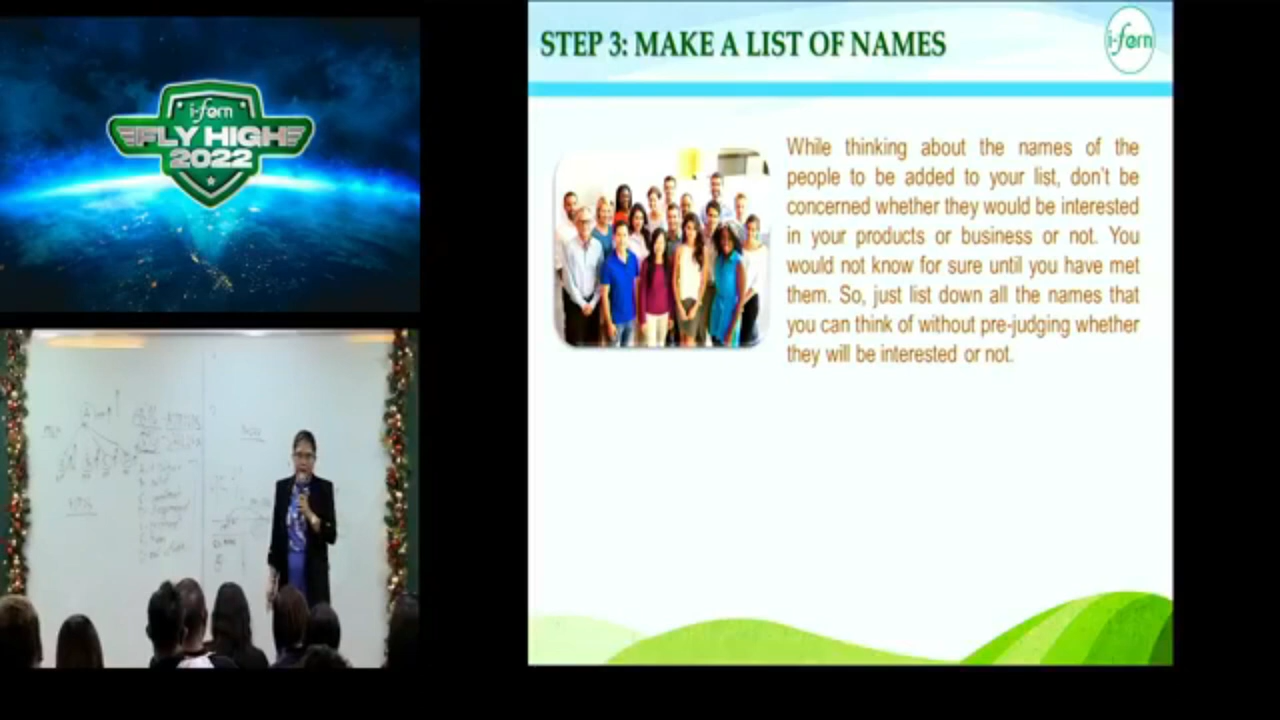 i-fern
FLY HIGH
2022
STEP 3: MAKE A LIST OF NAMES
i-fern
While thinking about the names of the
people to be added to your list, don't be
concerned whether they would be interested
in your products or business or not. You
would not know for sure until you have met
them. So, just list down all the names that
you can think of without pre-judging whether
they will be interested or not.